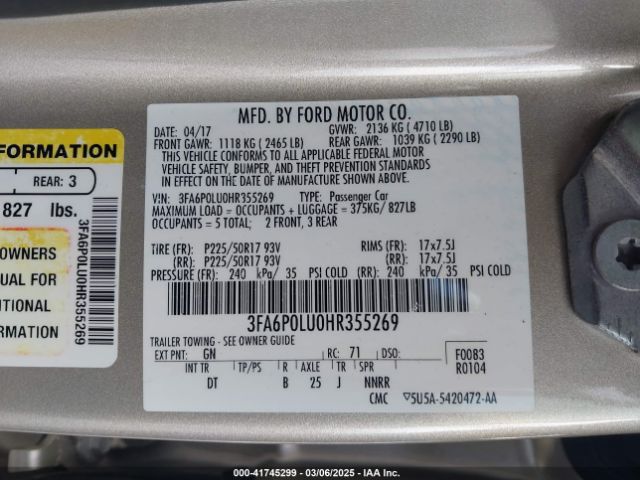 FORMATION
REAR: 3
827 lbs.
OWNERS
UAL FOR
ITIONAL
RMATION
3FA6P0LU0HR355269
MFD. BY FORD MOTOR CO.
04/17 GVWR: 2136 KG ( 4710 LB)
FRONT GAWR: 1118 KG ( 2465 LB) REAR GAWR: 1039 KG ( 2290 LB)
THIS VEHICLE CONFORMS TO ALL APPLICABLE FEDERAL MOTOR
VEHICLE SAFETY, BUMPER, AND THEFT PREVENTION STANDARDS
IN EFFECT ON THE DATE OF MANUFACTURE SHOWN ABOVE.
VIN: 3FA6P0LU0HR355269 TYPE: Passenger Car
MAXIMUM LOAD = OCCUPANTS + LUGGAGE = 375KG/ 827LB
OCCUPANTS = 5 TOTAL; 2 FRONT, 3 REAR
TIRE (FR): P225/50R17 93V RIMS (FR): 17x7.5J
(RR): P225/50R17 93V (RR): 17x7.5J
PRESSURE (FR): 240 kPa/ 35 PSI COLD (RR): 240 kPa/ 35 PSI COLD
3FA6P0LU0HR355269
TRAILER TOWING - SEE OWNER GUIDE
EXT PNT: GN RC: 71 DSO: F0083
INT TR TP/PS R AXLE TR SPR R0104
DT B 25 J NNRR
CMC 5U5A-5420472-AA
000-41745299 - 03/06/2025 - IAA Inc.